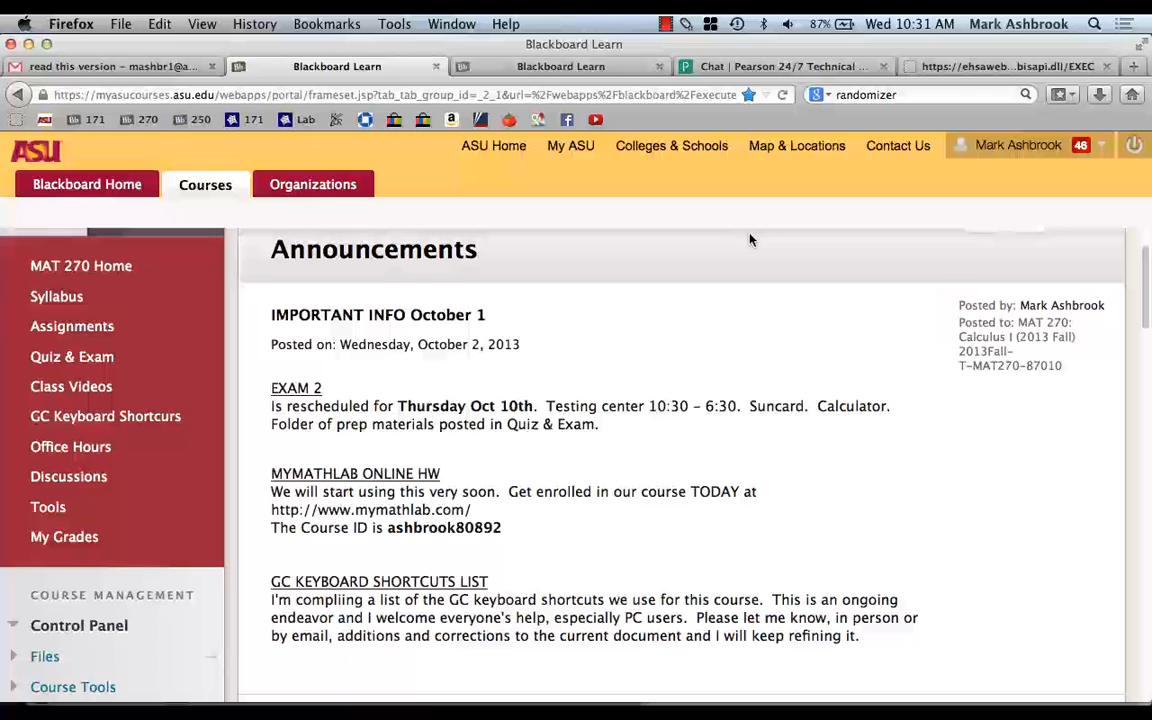 Firefox File Edit View History Bookmarks Tools Window Help 87% Wed 10:31 AM Mark Ashbrook
Blackboard Learn
read this version – mashbr1@a... Blackboard Learn Blackboard Learn Chat | Pearson 24/7 Technical ... https://ehsaweb...bisapi.dll/EXEC
https://myasucourses.asu.edu/webapps/portal/frameset.jsp?tab_tab_group_id=_2_1&url=%2Fwebapps%2Fblackboard%2Fexecute randomizer
171 270 250 171 Lab
ASU ASU Home My ASU Colleges & Schools Map & Locations Contact Us Mark Ashbrook 46
Blackboard Home Courses Organizations
MAT 270 Home
Syllabus
Assignments
Quiz & Exam
Class Videos
GC Keyboard Shortcurs
Office Hours
Discussions
Tools
My Grades
COURSE MANAGEMENT
Control Panel
Files
Course Tools
Announcements
IMPORTANT INFO October 1
Posted on: Wednesday, October 2, 2013
EXAM 2
Is rescheduled for Thursday Oct 10th. Testing center 10:30 – 6:30. Suncard. Calculator.
Folder of prep materials posted in Quiz & Exam.
MYMATHLAB ONLINE HW
We will start using this very soon. Get enrolled in our course TODAY at
http://www.mymathlab.com/
The Course ID is ashbrook80892
GC KEYBOARD SHORTCUTS LIST
I'm compliing a list of the GC keyboard shortcuts we use for this course. This is an ongoing
endeavor and I welcome everyone's help, especially PC users. Please let me know, in person or
by email, additions and corrections to the current document and I will keep refining it.
Posted by: Mark Ashbrook
Posted to: MAT 270:
Calculus I (2013 Fall)
2013Fall-
T-MAT270-87010